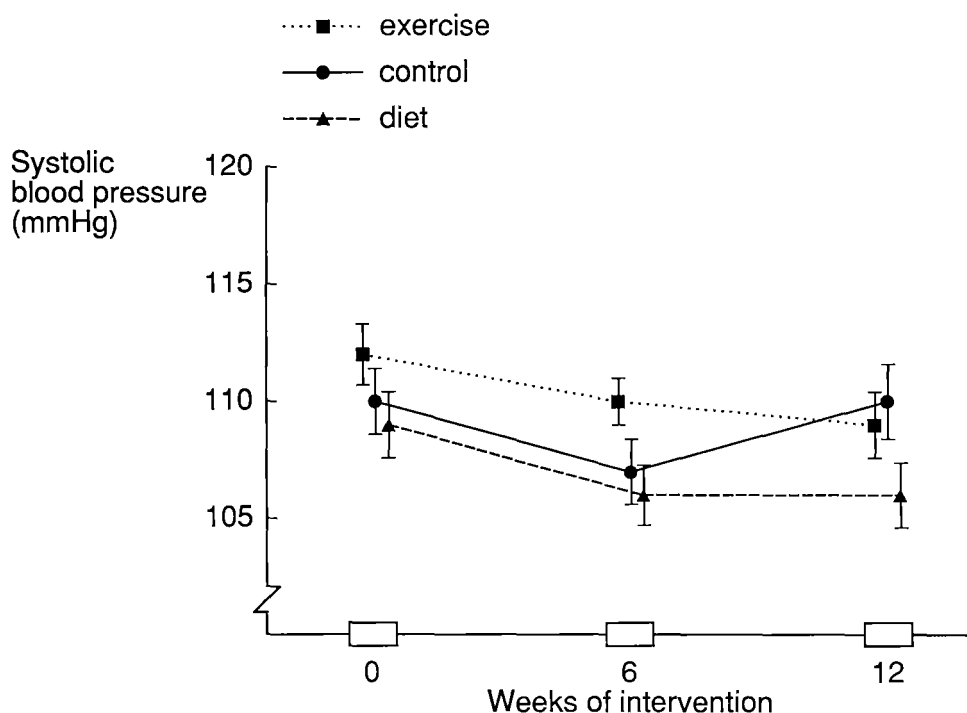 exercise
control
diet
Systolic
blood pressure
(mmHg)
120
115
110
105
0 6 12
Weeks of intervention